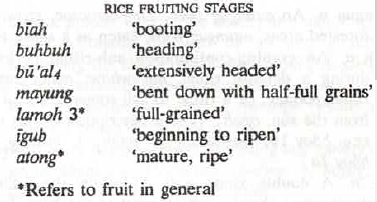 RICE FRUITING STAGES
biah ‘booting’
buhbuh ‘heading’
bū’al₄ ‘extensively headed’
mayung ‘bent down with half-full grains’
lamoh 3* ‘full-grained’
īgub ‘beginning to ripen’
atong* ‘mature, ripe’
*Refers to fruit in general